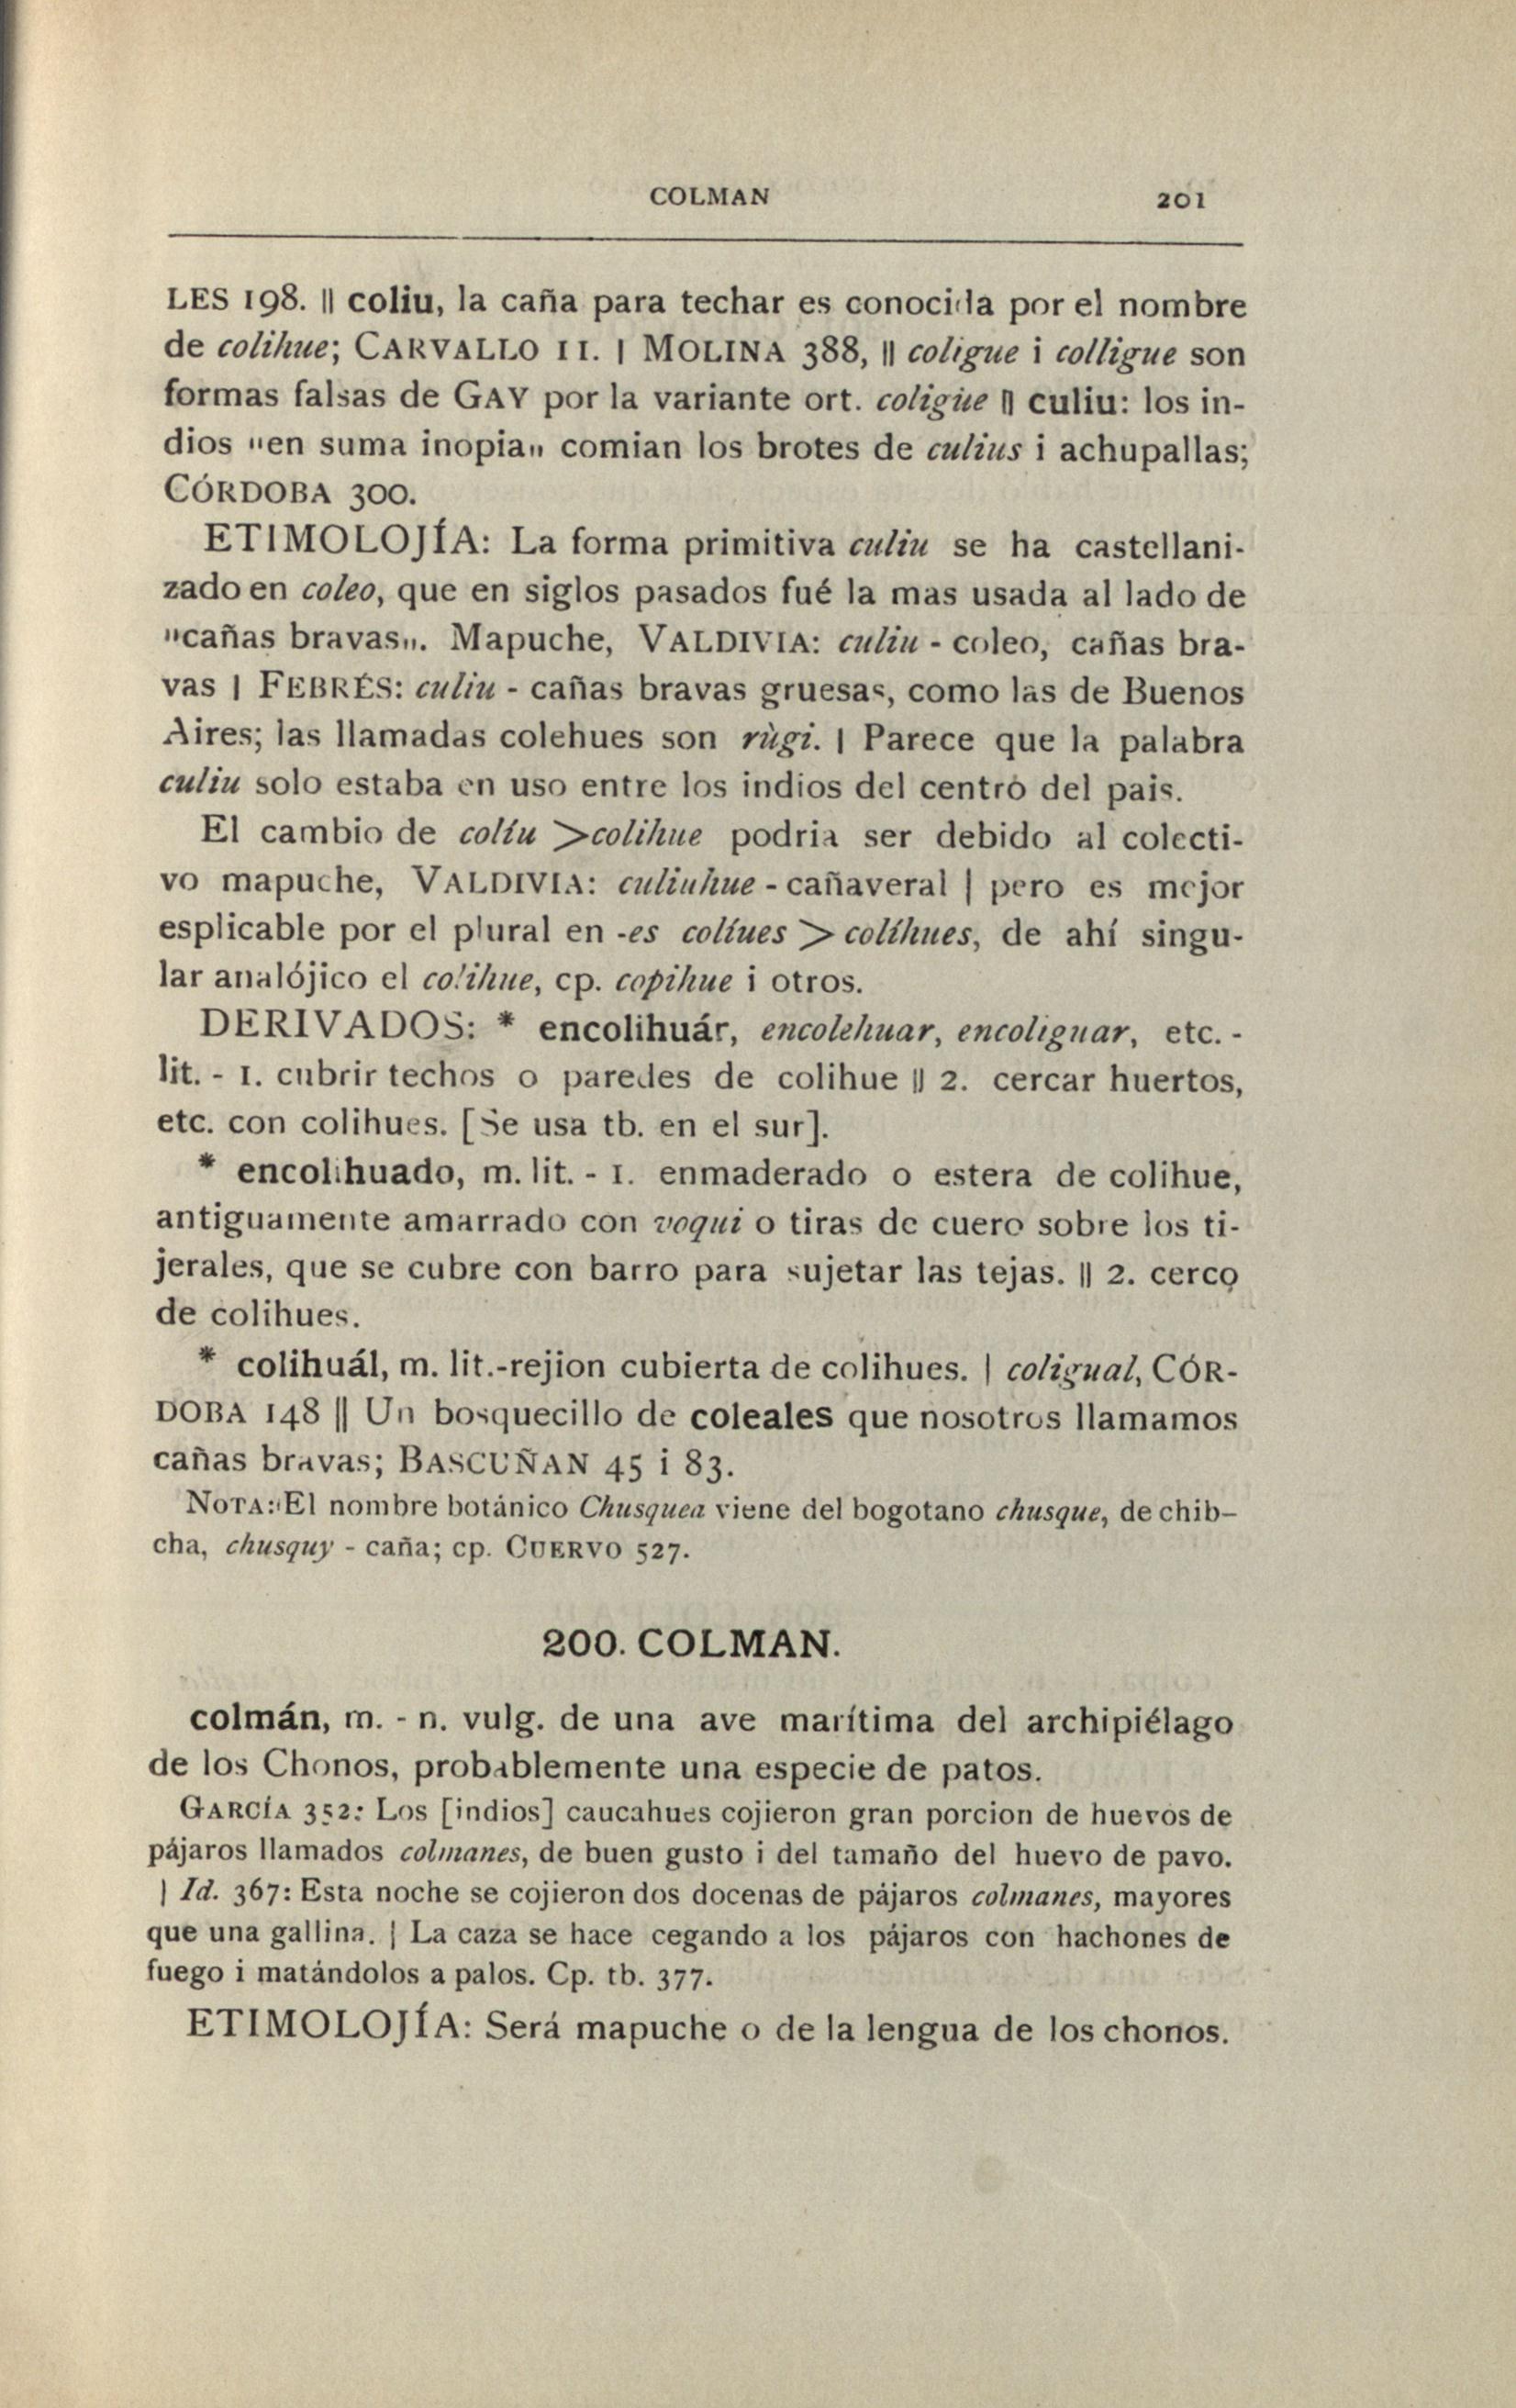 COLMAN 201
LES 198. || coliu, la caña para techar es conocida por el nombre
de colihue; CARVALLO 11. | MOLINA 388, || coligue i colligue son
formas falsas de GAY por la variante ort. coligüe || culiu: los in-
dios "en suma inopia" comian los brotes de culius i achupallas;
CÓRDOBA 300.
ETIMOLOJÍA: La forma primitiva culiu se ha castellani-
zado en coleo, que en siglos pasados fué la mas usada al lado de
"cañas bravas". Mapuche, VALDIVIA: culiu - coleo, cañas bra-
vas | FEBRÉS: culiu - cañas bravas gruesas, como las de Buenos
Aires; las llamadas colehues son rùgi. | Parece que la palabra
culiu solo estaba en uso entre los indios del centro del pais.
El cambio de colíu >colihue podria ser debido al colecti-
vo mapuche, VALDIVIA: culiuhue - cañaveral | pero es mejor
esplicable por el plural en -es colíues > colíhues, de ahí singu-
lar analójico el colihue, cp. copihue i otros.
DERIVADOS: * encolihuár, encolehuar, encoliguar, etc. -
lit. - 1. cubrir techos o paredes de colihue || 2. cercar huertos,
etc. con colihues. [Se usa tb. en el sur].
* encolihuado, m. lit. - 1. enmaderado o estera de colihue,
antiguamente amarrado con voqui o tiras de cuero sobre los ti-
jerales, que se cubre con barro para sujetar las tejas. || 2. cerco
de colihues.
* colihuál, m. lit.-rejion cubierta de colihues. | coligual, CÓR-
DOBA 148 || Un bosquecillo de coleales que nosotros llamamos
cañas bravas; BASCUÑAN 45 i 83.
NOTA: El nombre botánico Chusquea viene del bogotano chusque, de chib-
cha, chusquy - caña; cp. CUERVO 527.
200. COLMAN.
colmán, m. - n. vulg. de una ave marítima del archipiélago
de los Chonos, probablemente una especie de patos.
GARCÍA 352: Los [indios] caucahues cojieron gran porcion de huevos de
pájaros llamados colmanes, de buen gusto i del tamaño del huevo de pavo.
| Id. 367: Esta noche se cojieron dos docenas de pájaros colmanes, mayores
que una gallina. | La caza se hace cegando a los pájaros con hachones de
fuego i matándolos a palos. Cp. tb. 377.
ETIMOLOJÍA: Será mapuche o de la lengua de los chonos.